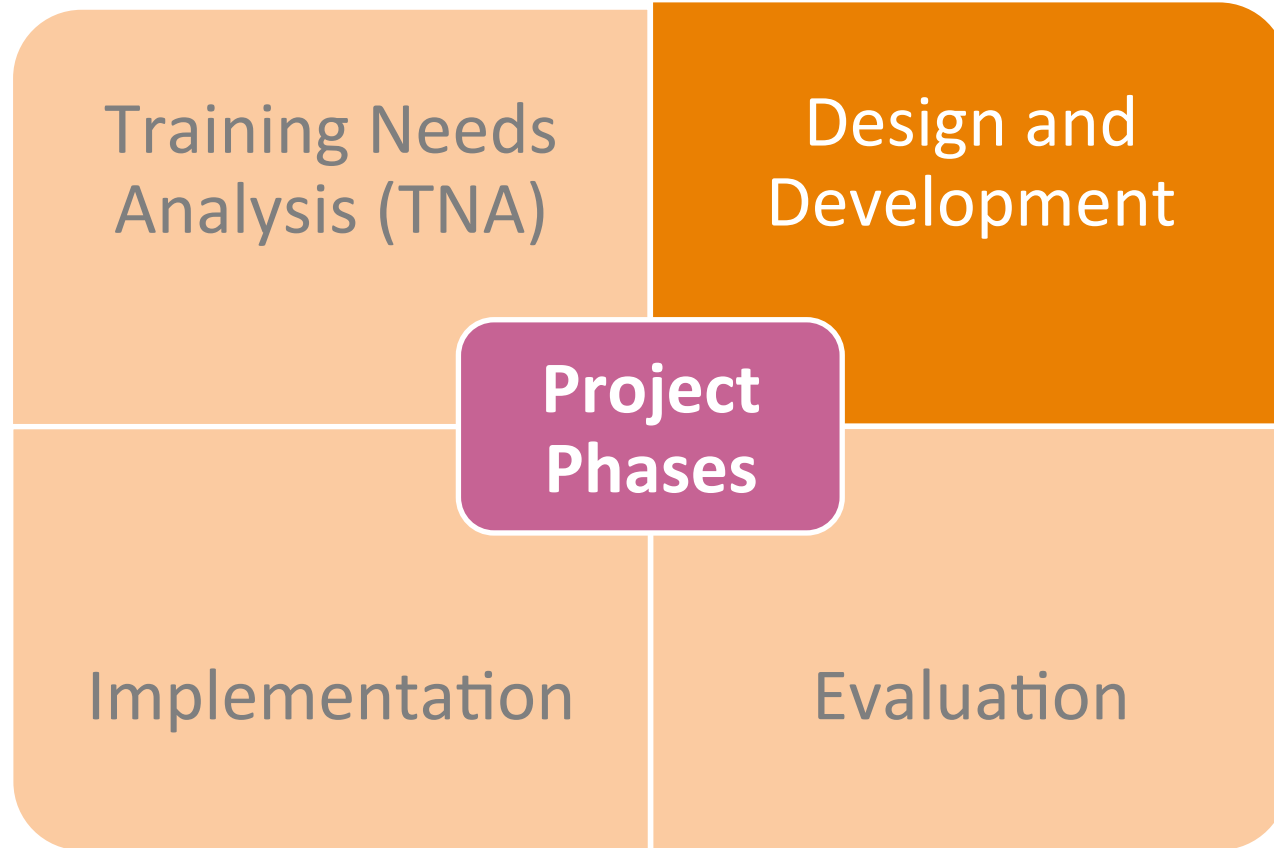 Training Needs
Analysis (TNA)
Design and
Development
Project
Phases
Implementation
Evaluation